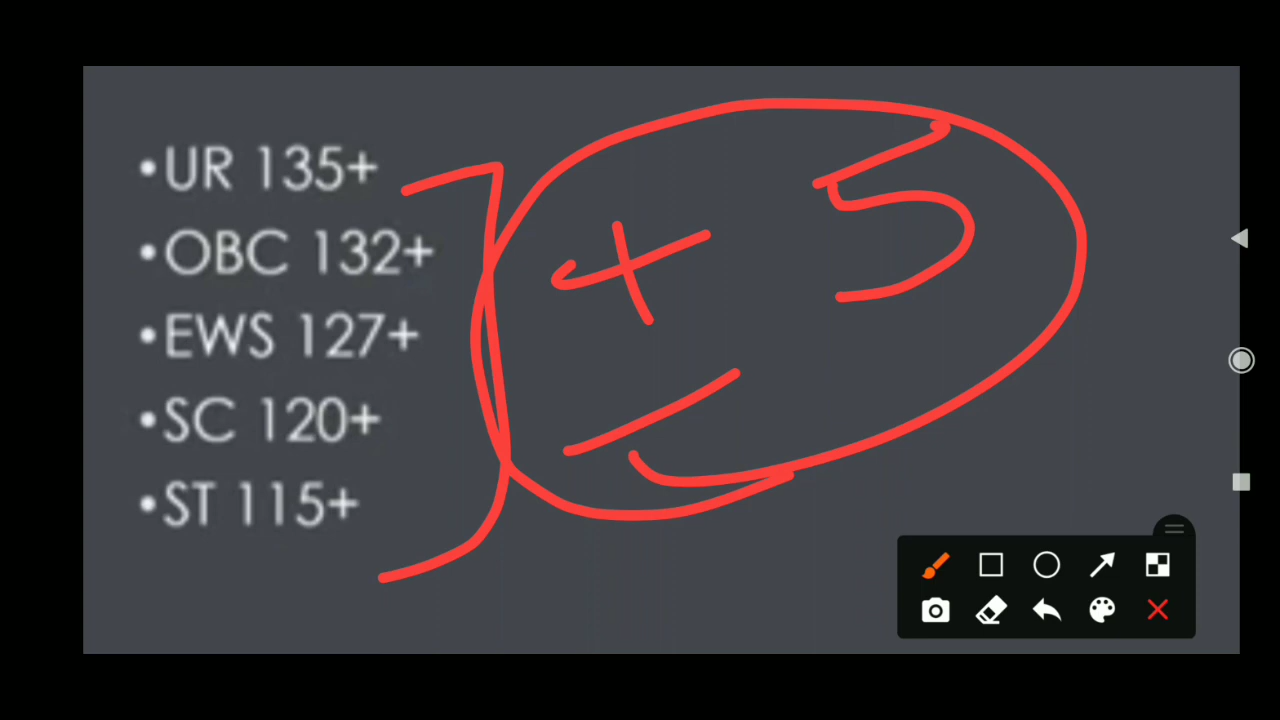 •UR 135+
•OBC 132+
•EWS 127+
•SC 120+
•ST 115+
± 5